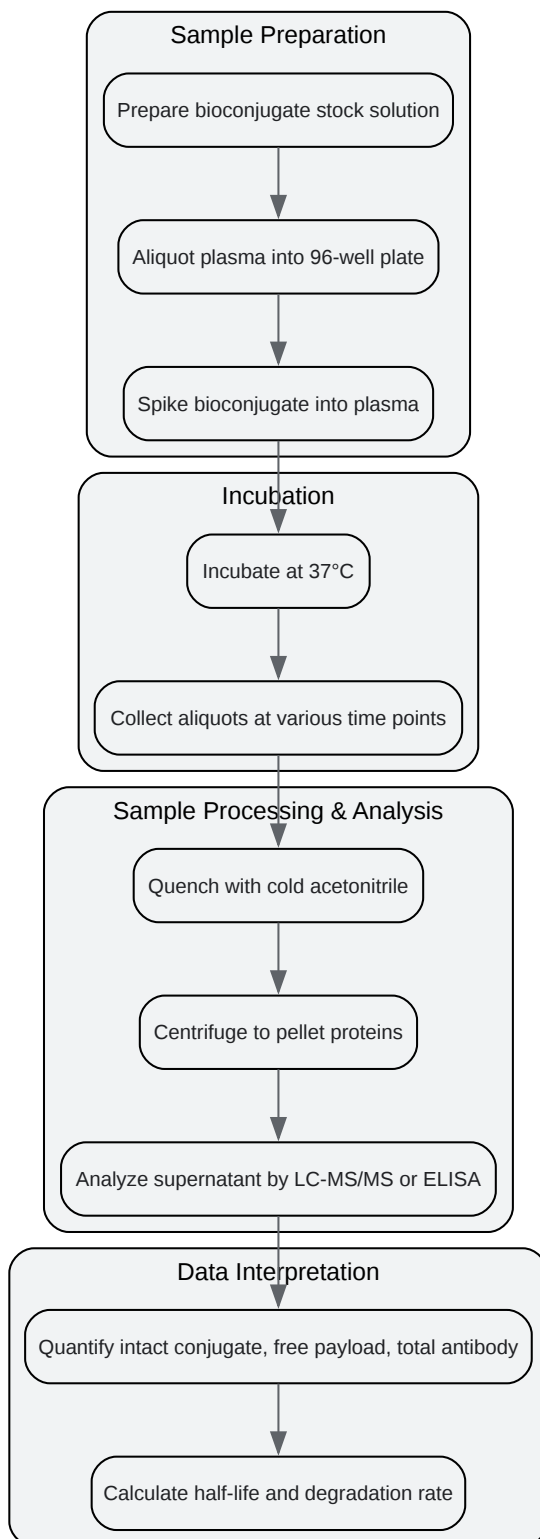 Sample Preparation
Prepare bioconjugate stock solution
Aliquot plasma into 96-well plate
Spike bioconjugate into plasma
Incubation
Incubate at 37°C
Collect aliquots at various time points
Sample Processing & Analysis
Quench with cold acetonitrile
Centrifuge to pellet proteins
Analyze supernatant by LC-MS/MS or ELISA
Data Interpretation
Quantify intact conjugate, free payload, total antibody
Calculate half-life and degradation rate